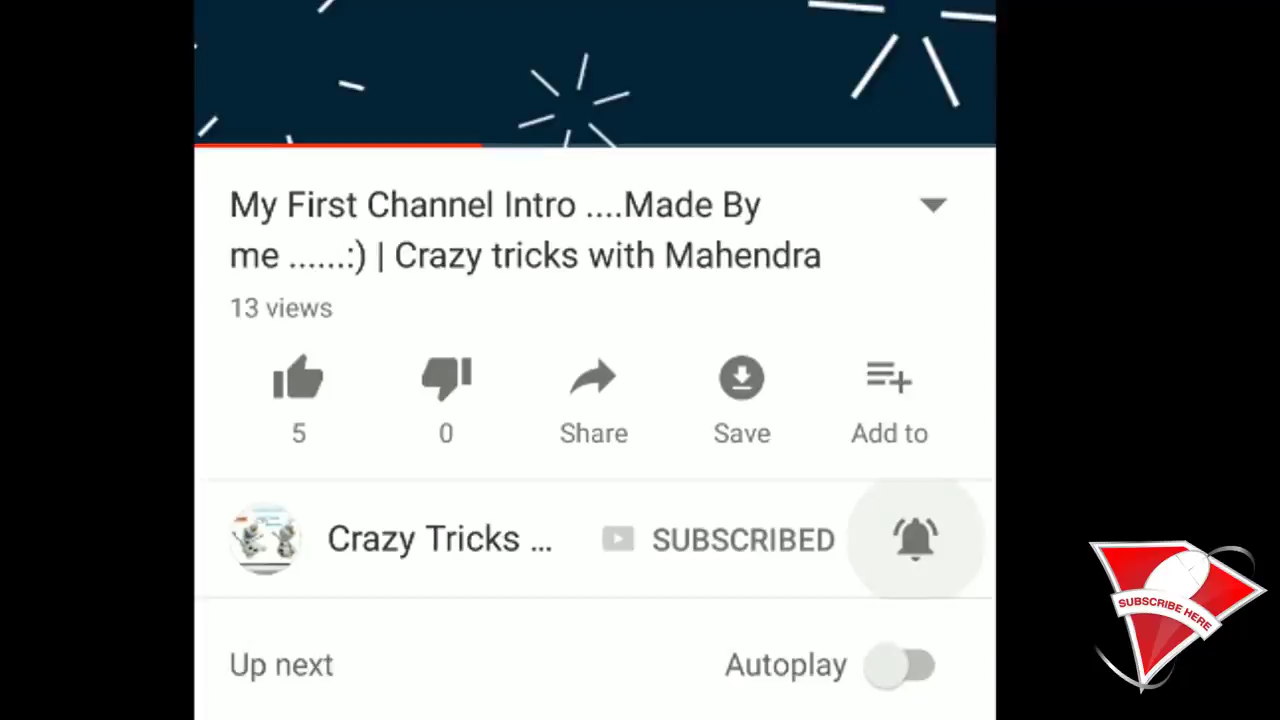 My First Channel Intro ....Made By
me ......:) | Crazy tricks with Mahendra
13 views
5
0
Share
Save
Add to
Crazy Tricks ...
SUBSCRIBED
SUBSCRIBE HERE
Up next
Autoplay